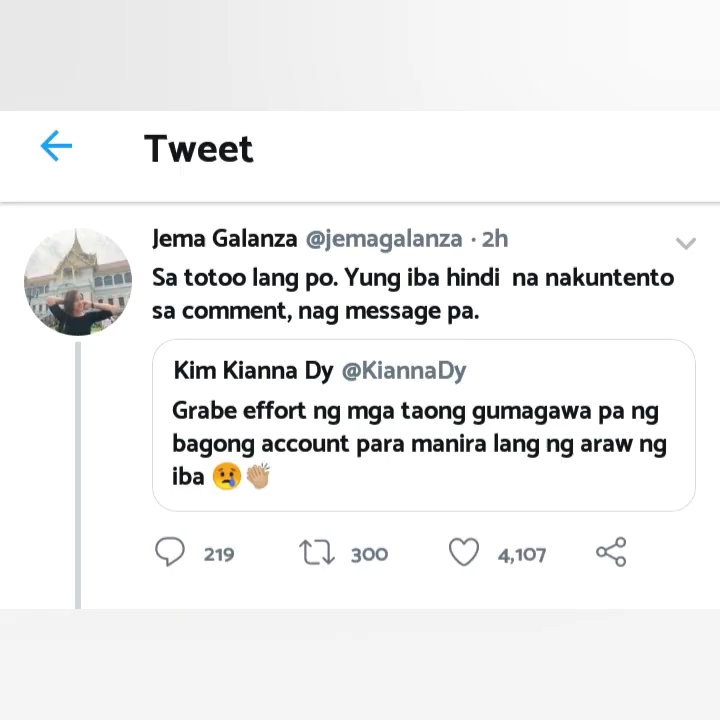 Tweet
Jema Galanza @jemagalanza · 2h
Sa totoo lang po. Yung iba hindi na nakuntento
sa comment, nag message pa.
Kim Kianna Dy @KiannaDy
Grabe effort ng mga taong gumagawa pa ng
bagong account para manira lang ng araw ng
iba 😢👏🏼
219 300 4,107